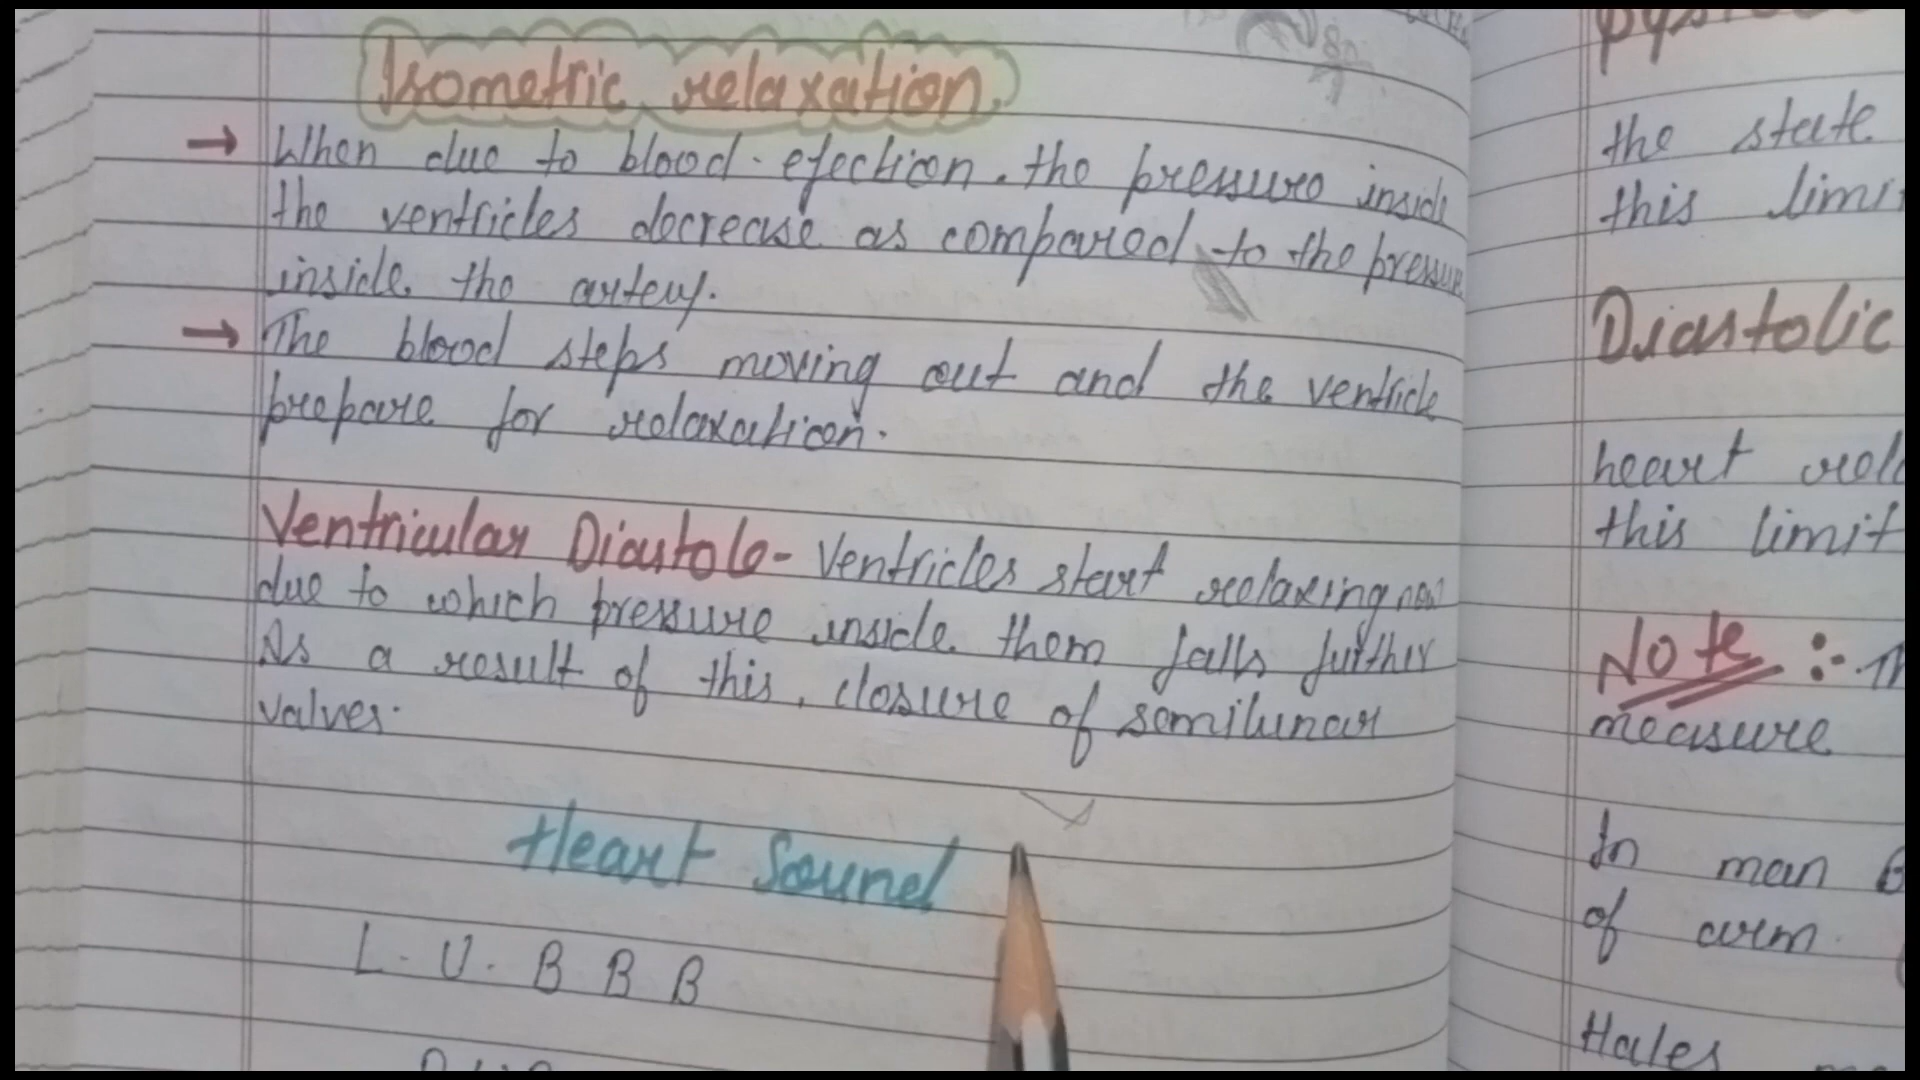 Isometric relaxation.
→ When due to blood ejection. the pressure inside
the ventricles decrease as compared to the pressure
inside the artery.
→ The blood stops moving out and the ventricle
prepare for relaxation.
Ventricular Diastole- Ventricles start relaxing now
due to which pressure inside them falls further
As a result of this, closure of semilunar
valves.
Heart Sound
L. U. B B B
the state
this
Diastolic
heart
this limit
Note :-
measure
In man
of arm.
Hales